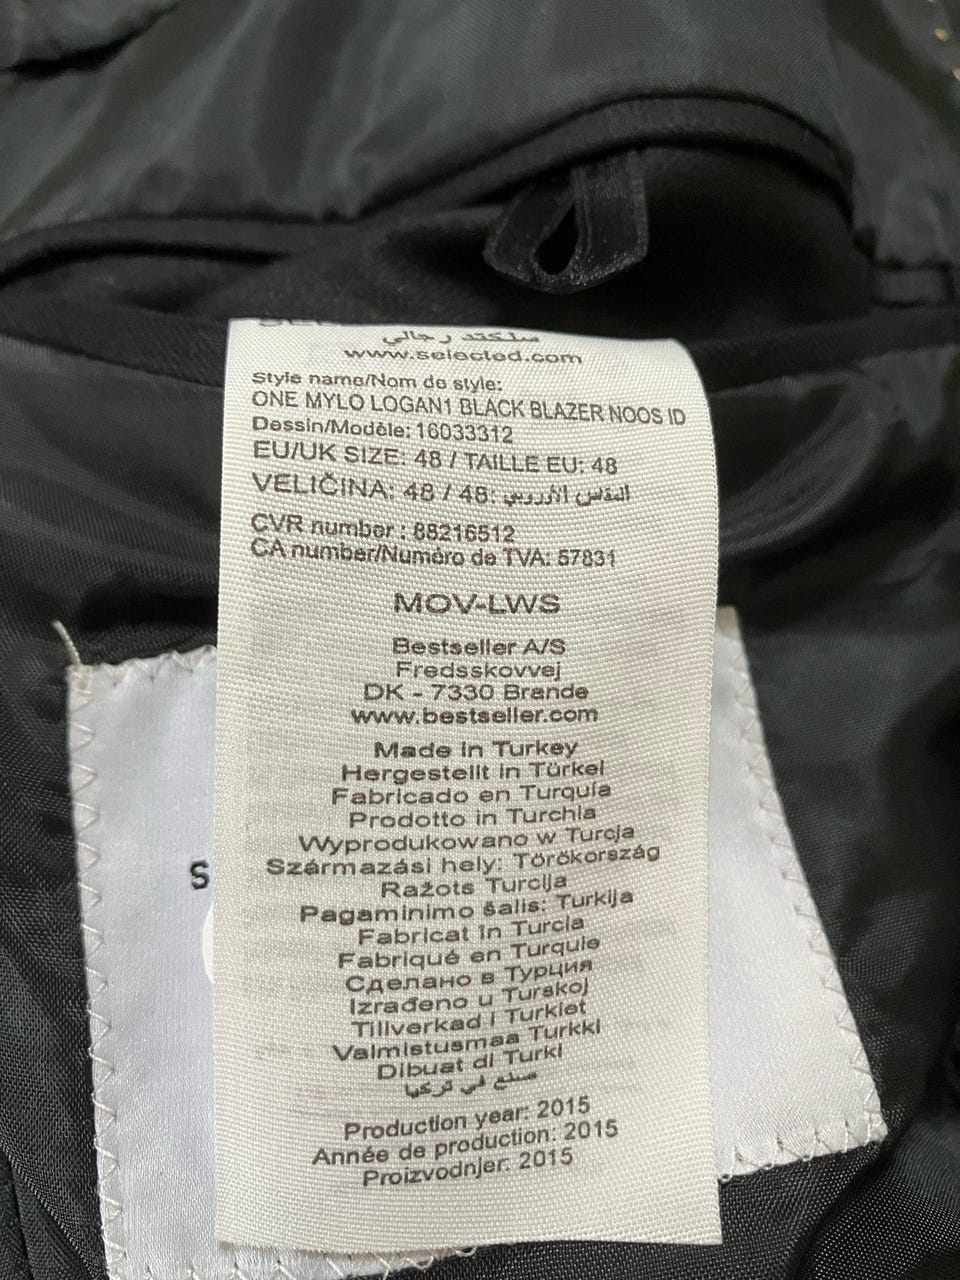 سلكتد رجالي
www.selected.com
Style name/Nom de style:
ONE MYLO LOGAN1 BLACK BLAZER NOOS ID
Dessin/Modèle: 16033312
EU/UK SIZE: 48 / TAILLE EU: 48
VELIČINA: 48 / 48: المقاس الأوروبي
CVR number : 88216512
CA number/Numéro de TVA: 57831
MOV-LWS
Bestseller A/S
Fredsskovvej
DK - 7330 Brande
www.bestseller.com
Made in Turkey
Hergestellt in Türkei
Fabricado en Turquía
Prodotto in Turchia
Wyprodukowano w Turcja
Származási hely: Törökország
Ražots Turcija
Pagaminimo šalis: Turkija
Fabricat în Turcia
Fabriqué en Turquie
Сделано в Турция
Izrađeno u Turskoj
Tillverkad i Turkiet
Valmistusmaa Turkki
Dibuat di Turki
صنع في تركيا
Production year: 2015
Année de production: 2015
Proizvodnjer: 2015
S